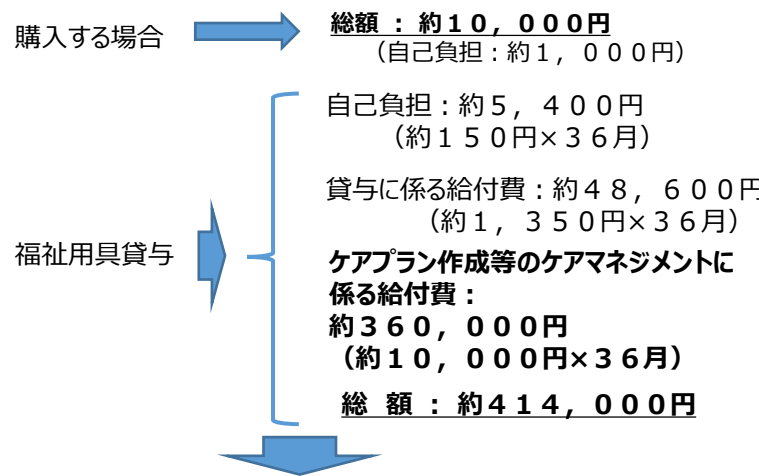 購入する場合
総額：約１０，０００円
（自己負担：約１，０００円）
自己負担：約５，４００円
（約１５０円×３６月）
貸与に係る給付費：約４８，６００円
（約１，３５０円×３６月）
福祉用具貸与
ケアプラン作成等のケアマネジメントに
係る給付費：
約３６０，０００円
（約１０，０００円×３６月）
総 額 ： 約４１４，０００円